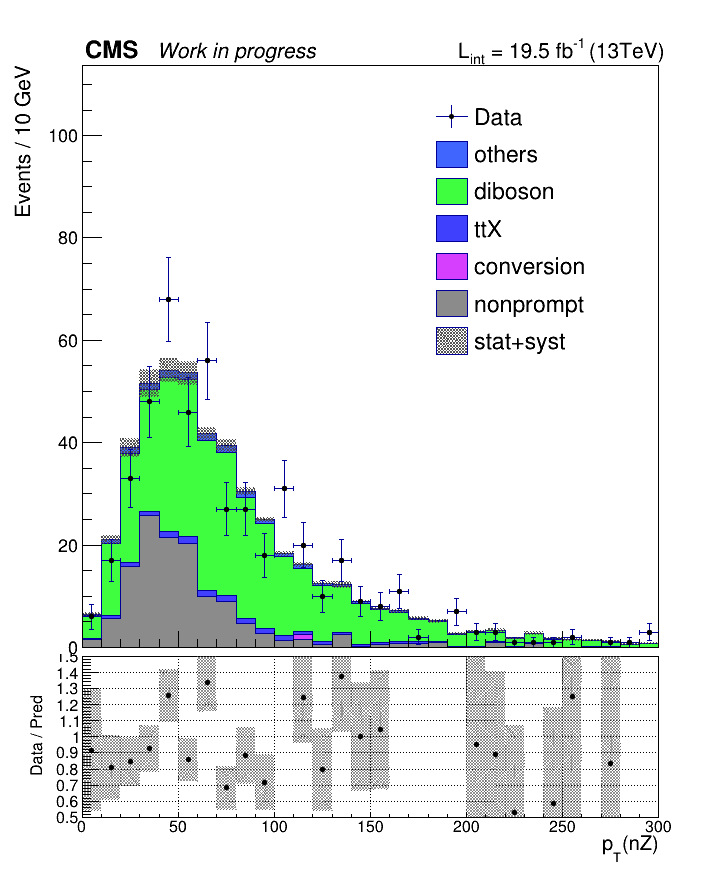 CMS Work in progress L_int = 19.5 fb^-1 (13TeV)
Events / 10 GeV
100
80
60
40
20
0
Data
others
diboson
ttX
conversion
nonprompt
stat+syst
Data / Pred
1.5
1.4
1.3
1.2
1.1
1
0.9
0.8
0.7
0.6
0.5
0 50 100 150 200 250 300
p_T(nZ)